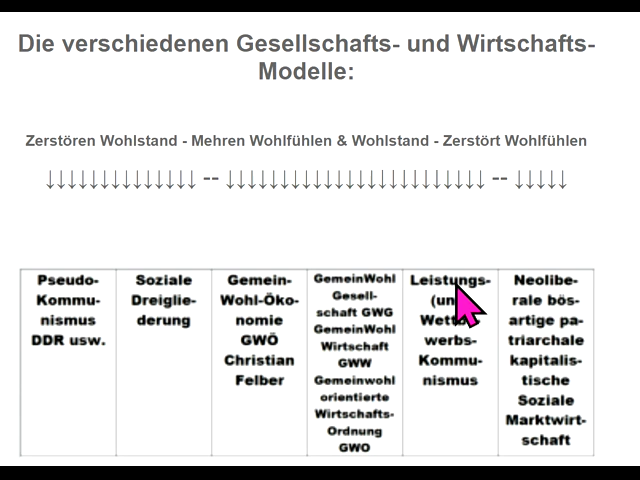 Die verschiedenen Gesellschafts- und Wirtschafts-
Modelle:
Zerstören Wohlstand - Mehren Wohlfühlen & Wohlstand - Zerstört Wohlfühlen
↓↓↓↓↓↓↓↓↓↓↓↓↓↓ -- ↓↓↓↓↓↓↓↓↓↓↓↓↓↓↓↓↓↓↓↓↓↓↓↓ -- ↓↓↓↓↓
Pseudo-
Kommu-
nismus
DDR usw.
Soziale
Dreiglie-
derung
Gemein-
Wohl-Öko-
nomie
GWÖ
Christian
Felber
GemeinWohl
Gesell-
schaft GWG
GemeinWohl
Wirtschaft
GWW
Gemeinwohl
orientierte
Wirtschafts-
Ordnung
GWO
Leistungs-
werbs-
Kommu-
nismus
Neolibe-
rale bös-
artige pa-
triarchale
kapitalis-
tische
Soziale
Marktwirt-
schaft